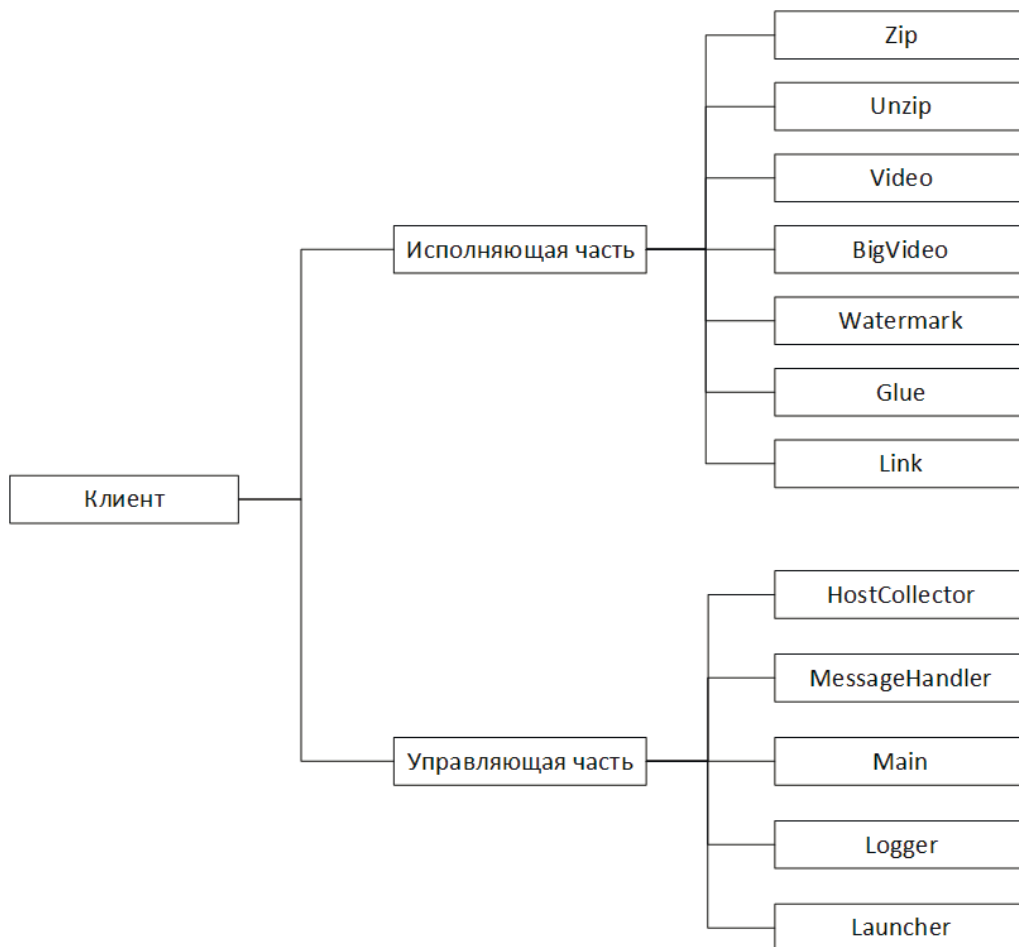 Zip
Unzip
Video
Исполняющая часть
BigVideo
Watermark
Glue
Link
Клиент
HostCollector
MessageHandler
Управляющая часть
Main
Logger
Launcher